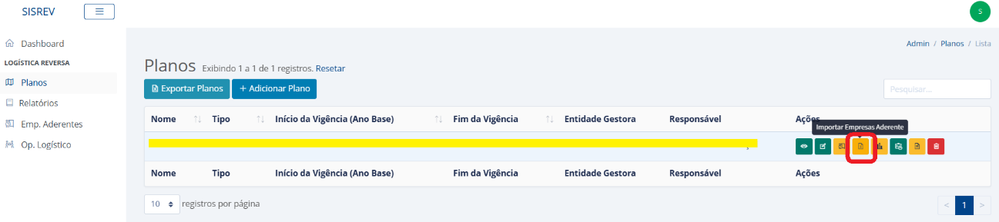 SISREV
S
Dashboard
LOGÍSTICA REVERSA
Planos
Relatórios
Emp. Aderentes
Op. Logístico
Admin / Planos / Lista
Planos Exibindo 1 a 1 de 1 registros. Resetar
Exportar Planos + Adicionar Plano
Pesquisar...
Nome Tipo Início da Vigência (Ano Base) Fim da Vigência Entidade Gestora Responsável Ações
Importar Empresas Aderente
Nome Tipo Início da Vigência (Ano Base) Fim da Vigência Entidade Gestora Responsável Ações
10 registros por página
< 1 >